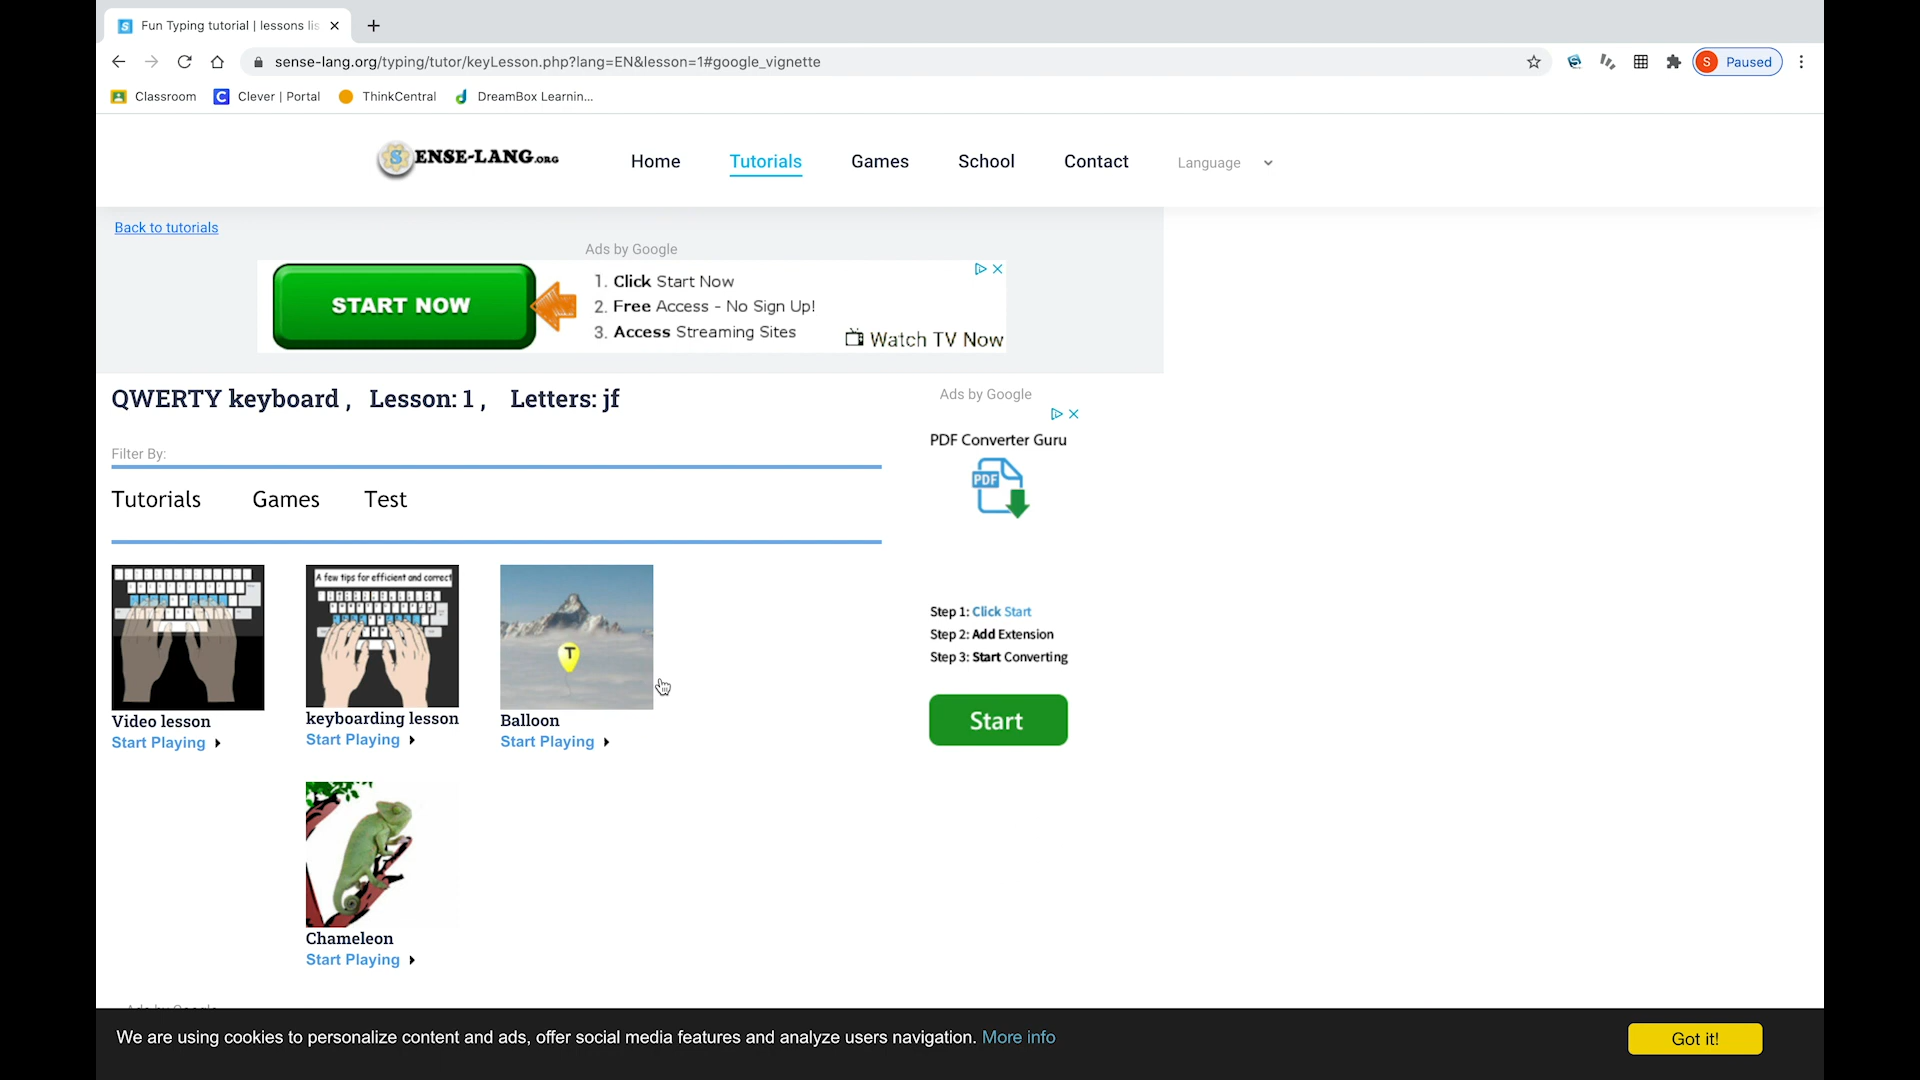 Fun Typing tutorial | lessons lis
sense-lang.org/typing/tutor/keyLesson.php?lang=EN&lesson=1#google_vignette
S Paused
Classroom
Clever | Portal
ThinkCentral
DreamBox Learnin...
SENSE-LANG.ORG
Home
Tutorials
Games
School
Contact
Language
Back to tutorials
Ads by Google
START NOW
1. Click Start Now
2. Free Access - No Sign Up!
3. Access Streaming Sites
Watch TV Now
QWERTY keyboard , Lesson: 1 , Letters: jf
Ads by Google
PDF Converter Guru
PDF
Filter By:
Tutorials
Games
Test
A few tips for efficient and correct
T
Step 1: Click Start
Step 2: Add Extension
Step 3: Start Converting
Start
Video lesson
Start Playing
keyboarding lesson
Start Playing
Balloon
Start Playing
Chameleon
Start Playing
Ads by Google
We are using cookies to personalize content and ads, offer social media features and analyze users navigation. More info
Got it!